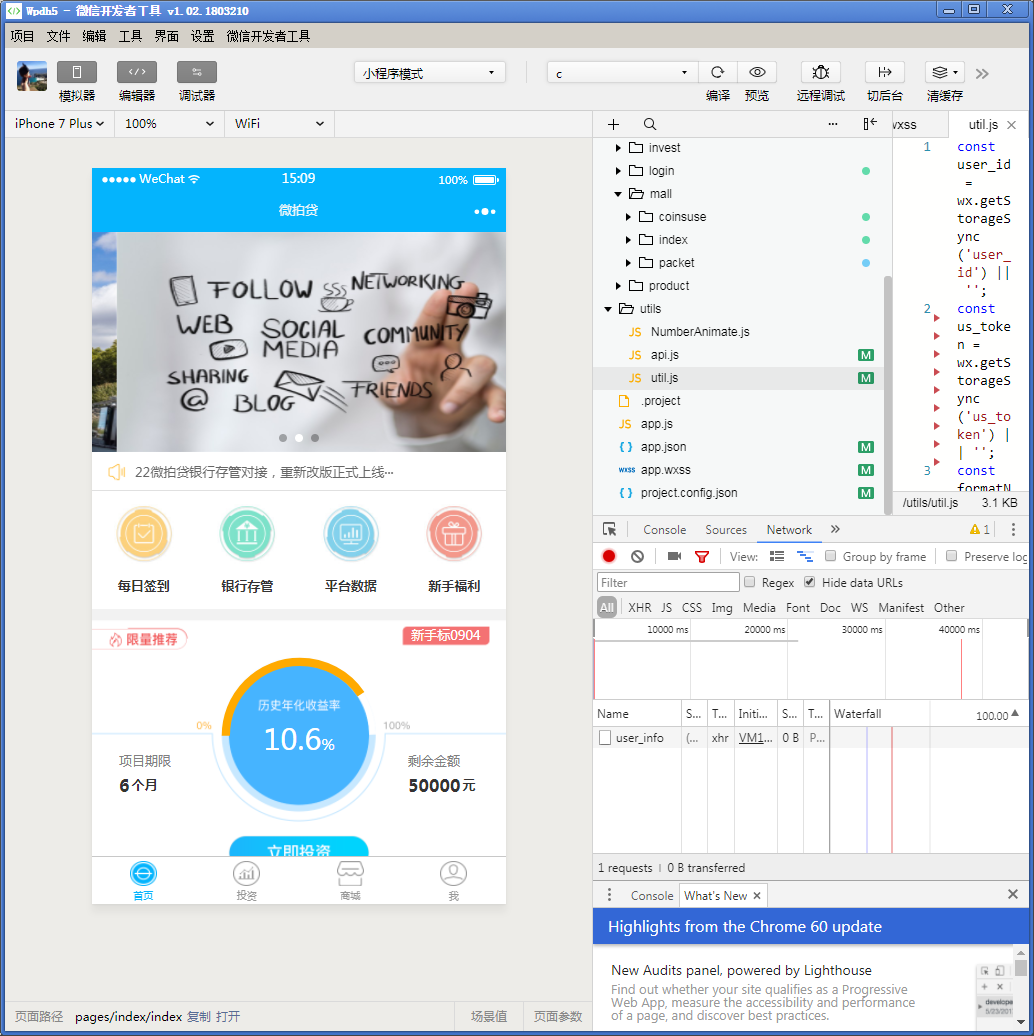 Wpdh5 - 微信开发者工具 v1.02.1803210
项目 文件 编辑 工具 界面 设置 微信开发者工具
模拟器 编辑器 调试器
小程序模式
c
编译 预览 远程调试 切后台 清缓存
iPhone 7 Plus 100% WiFi
WeChat 15:09 100%
微拍贷
FOLLOW NETWORKING
WEB SOCIAL MEDIA COMMUNITY
SHARING @ BLOG FRIENDS
22微拍贷银行存管对接，重新改版正式上线···
每日签到 银行存管 平台数据 新手福利
限量推荐 新手标0904
历史年化收益率
0% 10.6% 100%
项目期限 剩余金额
6个月 50000元
立即投资
首页 投资 商城 我
页面路径 pages/index/index 复制 打开 场景值 页面参数
invest
login
mall
coinsuse
index
packet
product
utils
JS NumberAnimate.js
JS api.js M
JS util.js M
.project
JS app.js
{ } app.json M
wxss app.wxss M
{ } project.config.json M
wxss util.js
1 const
user_id
=
wx.getS
torageS
ync
('user_
id') ||
'';
2 const
us_toke
n =
wx.getS
torageS
ync
('us_to
ken') |
| '';
3 const
formatN
/utils/util.js 3.1 KB
Console Sources Network 1
View: Group by frame Preserve log
Filter Regex Hide data URLs
All XHR JS CSS Img Media Font Doc WS Manifest Other
10000 ms 20000 ms 30000 ms 40000 ms
Name S... T... Initi... S... T... Waterfall 100.00
user_info (... xhr VM1... 0 B P...
1 requests | 0 B transferred
Console What's New
Highlights from the Chrome 60 update
New Audits panel, powered by Lighthouse
Find out whether your site qualifies as a Progressive
Web App, measure the accessibility and performance
of a page, and discover best practices.